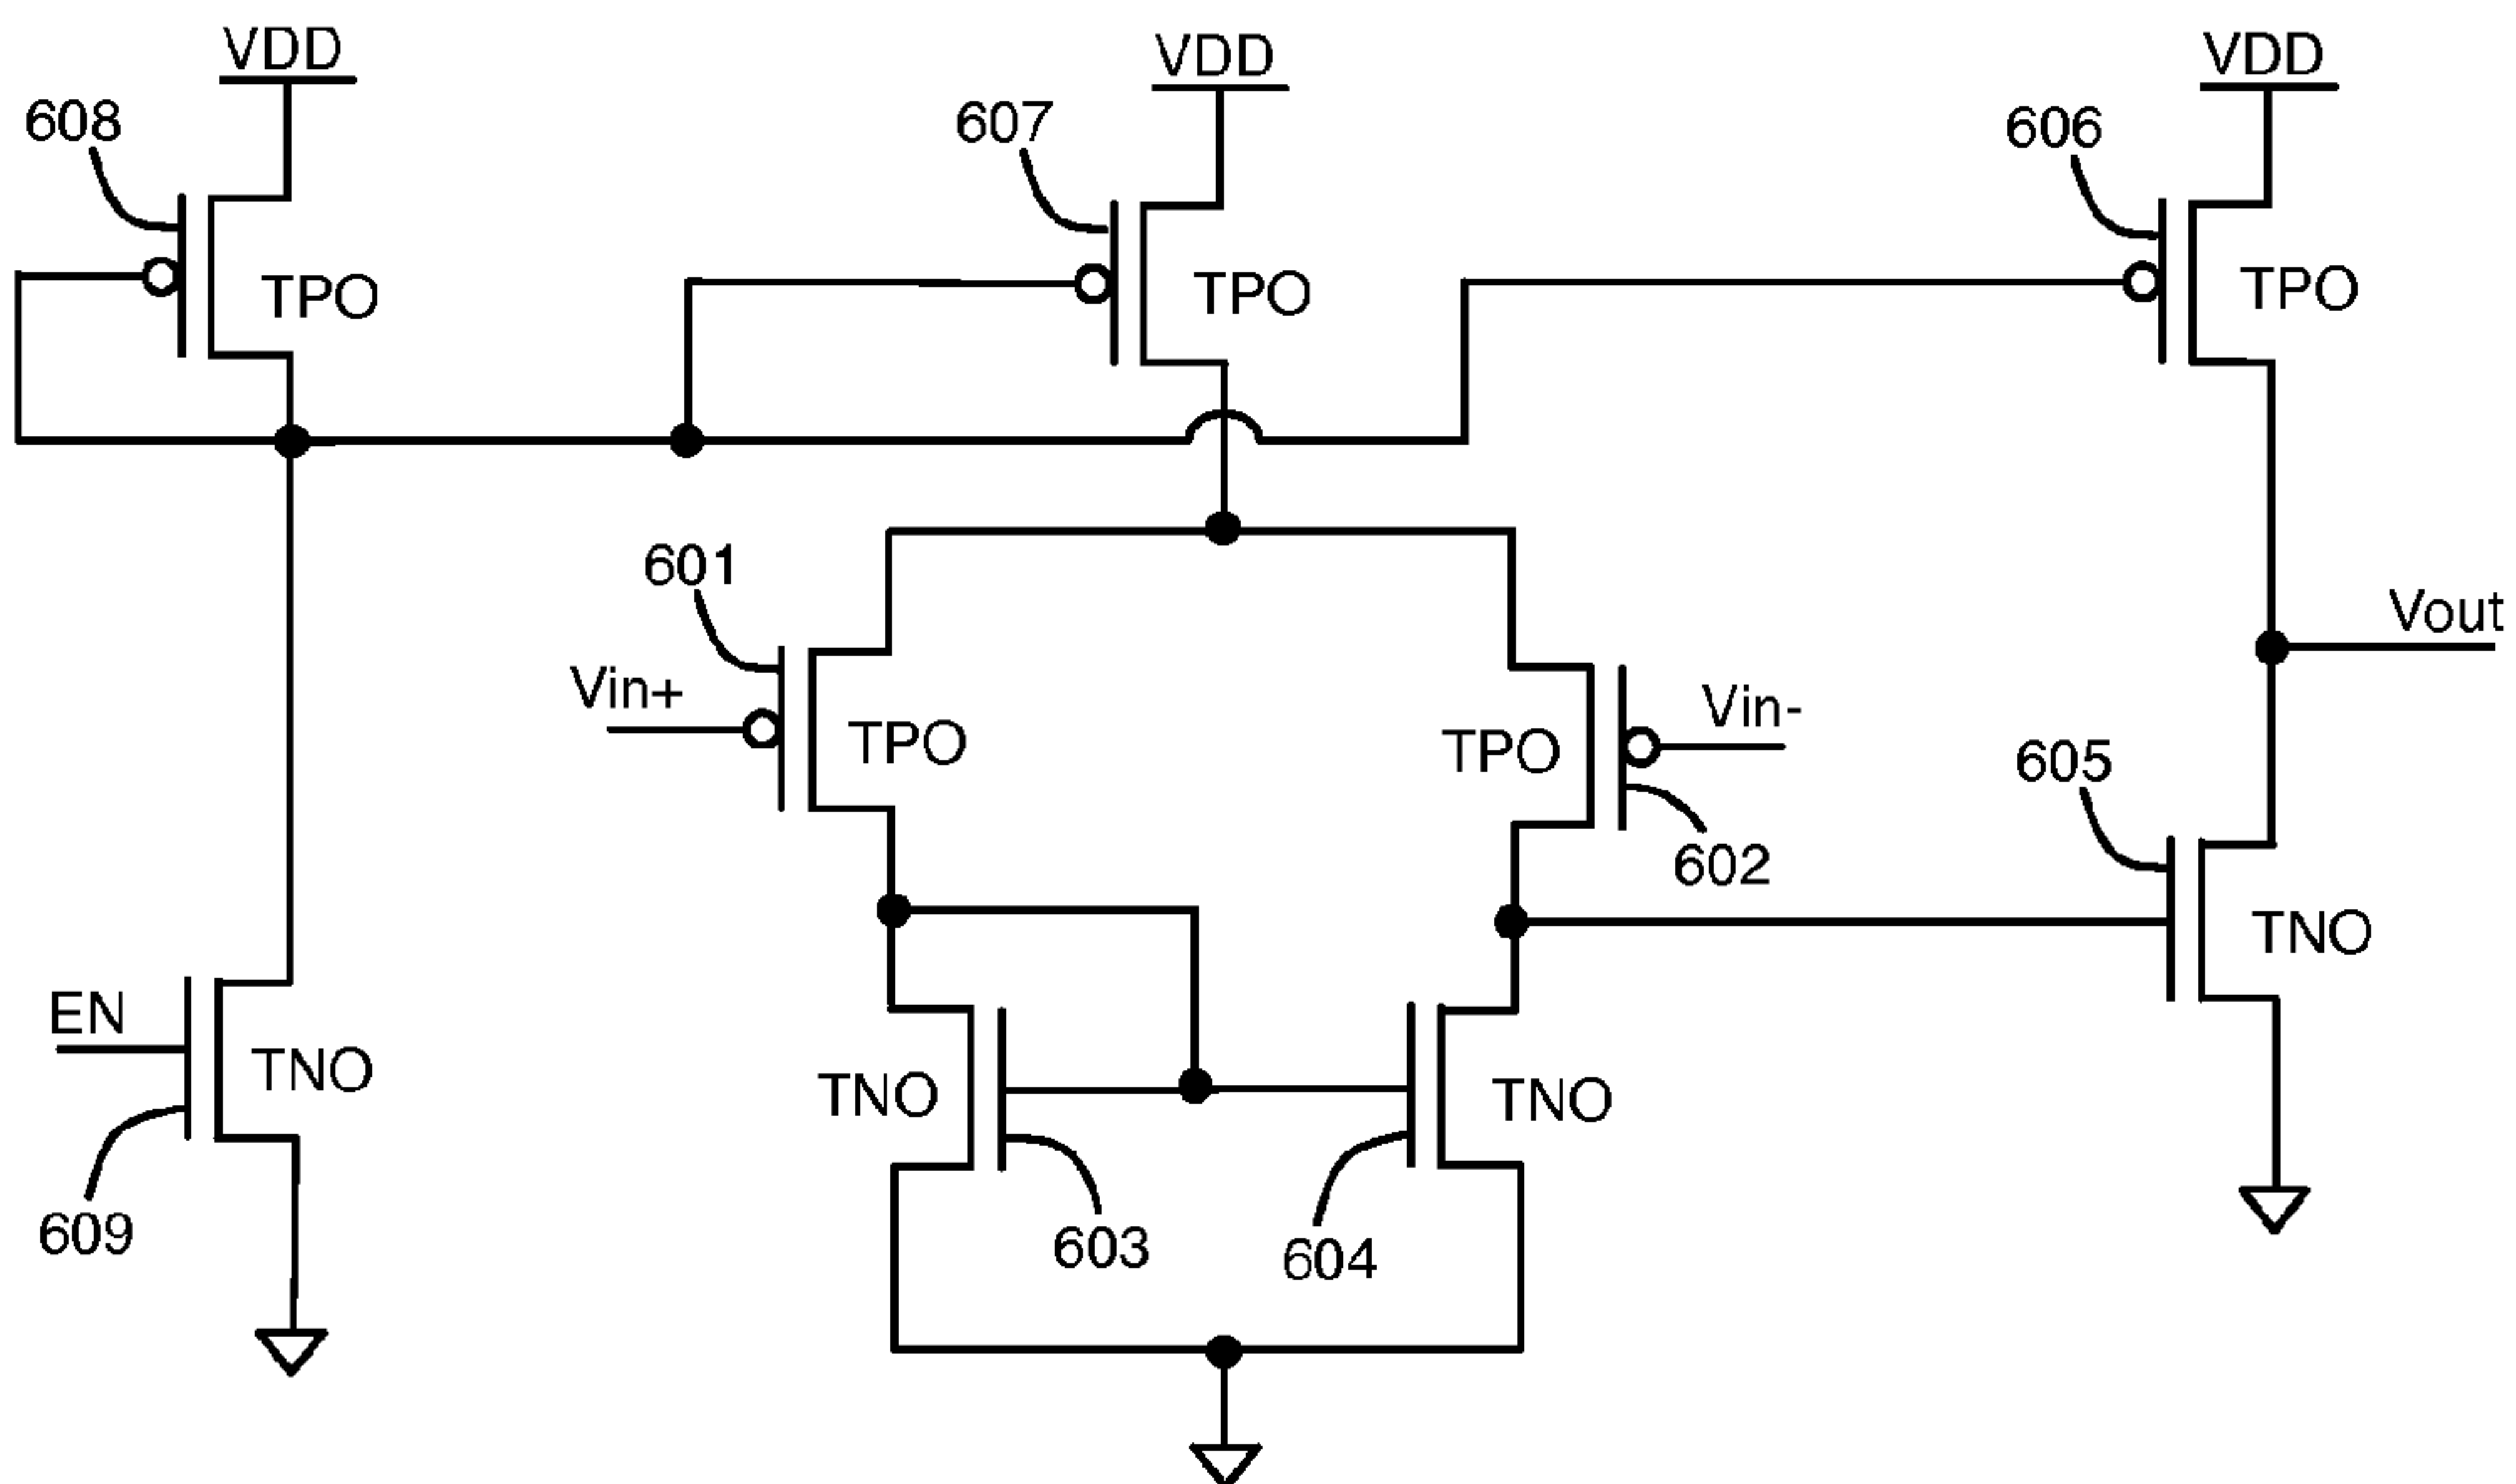 VDD
VDD
VDD
608
607
606
TPO
TPO
TPO
601
Vin+
Vin-
Vout
TPO
TPO
605
602
TNO
EN
TNO
TNO
TNO
609
603
604